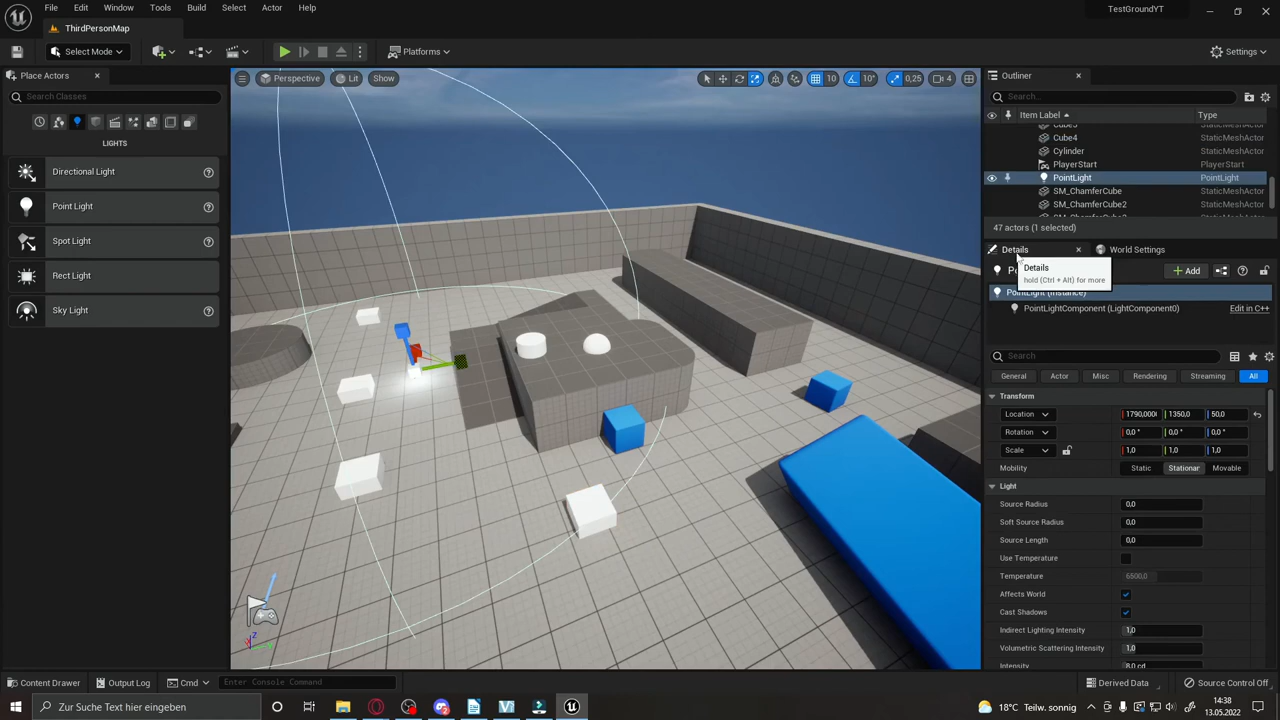 File Edit Window Tools Build Select Actor Help
TestGroundYT
ThirdPersonMap
Select Mode
Platforms
Settings
Place Actors
Search Classes
LIGHTS
Directional Light
Point Light
Spot Light
Rect Light
Sky Light
Perspective Lit Show
10 10° 0,25 4
Outliner
Search...
Item Label Type
Cube3 StaticMeshActor
Cube4 StaticMeshActor
Cylinder StaticMeshActor
PlayerStart PlayerStart
PointLight PointLight
SM_ChamferCube StaticMeshActor
SM_ChamferCube2 StaticMeshActor
SM_ChamferCube3 StaticMeshActor
47 actors (1 selected)
Details World Settings
Details
hold (Ctrl + Alt) for more
Add
PointLight (Instance)
PointLightComponent (LightComponent0) Edit in C++
Search
General Actor Misc Rendering Streaming All
Transform
Location 1790,0000 1350,0 50,0
Rotation 0,0 ° 0,0 ° 0,0 °
Scale 1,0 1,0 1,0
Mobility Static Stationar Movable
Light
Source Radius 0,0
Soft Source Radius 0,0
Source Length 0,0
Use Temperature
Temperature 6500,0
Affects World
Cast Shadows
Indirect Lighting Intensity 1,0
Volumetric Scattering Intensity 1,0
Intensity 8,0 cd
X Z
Content Drawer Output Log Cmd Enter Console Command
Derived Data Source Control Off
Zur Suche Text hier eingeben
18°C Teilw. sonnig
14:38
13.05.2022